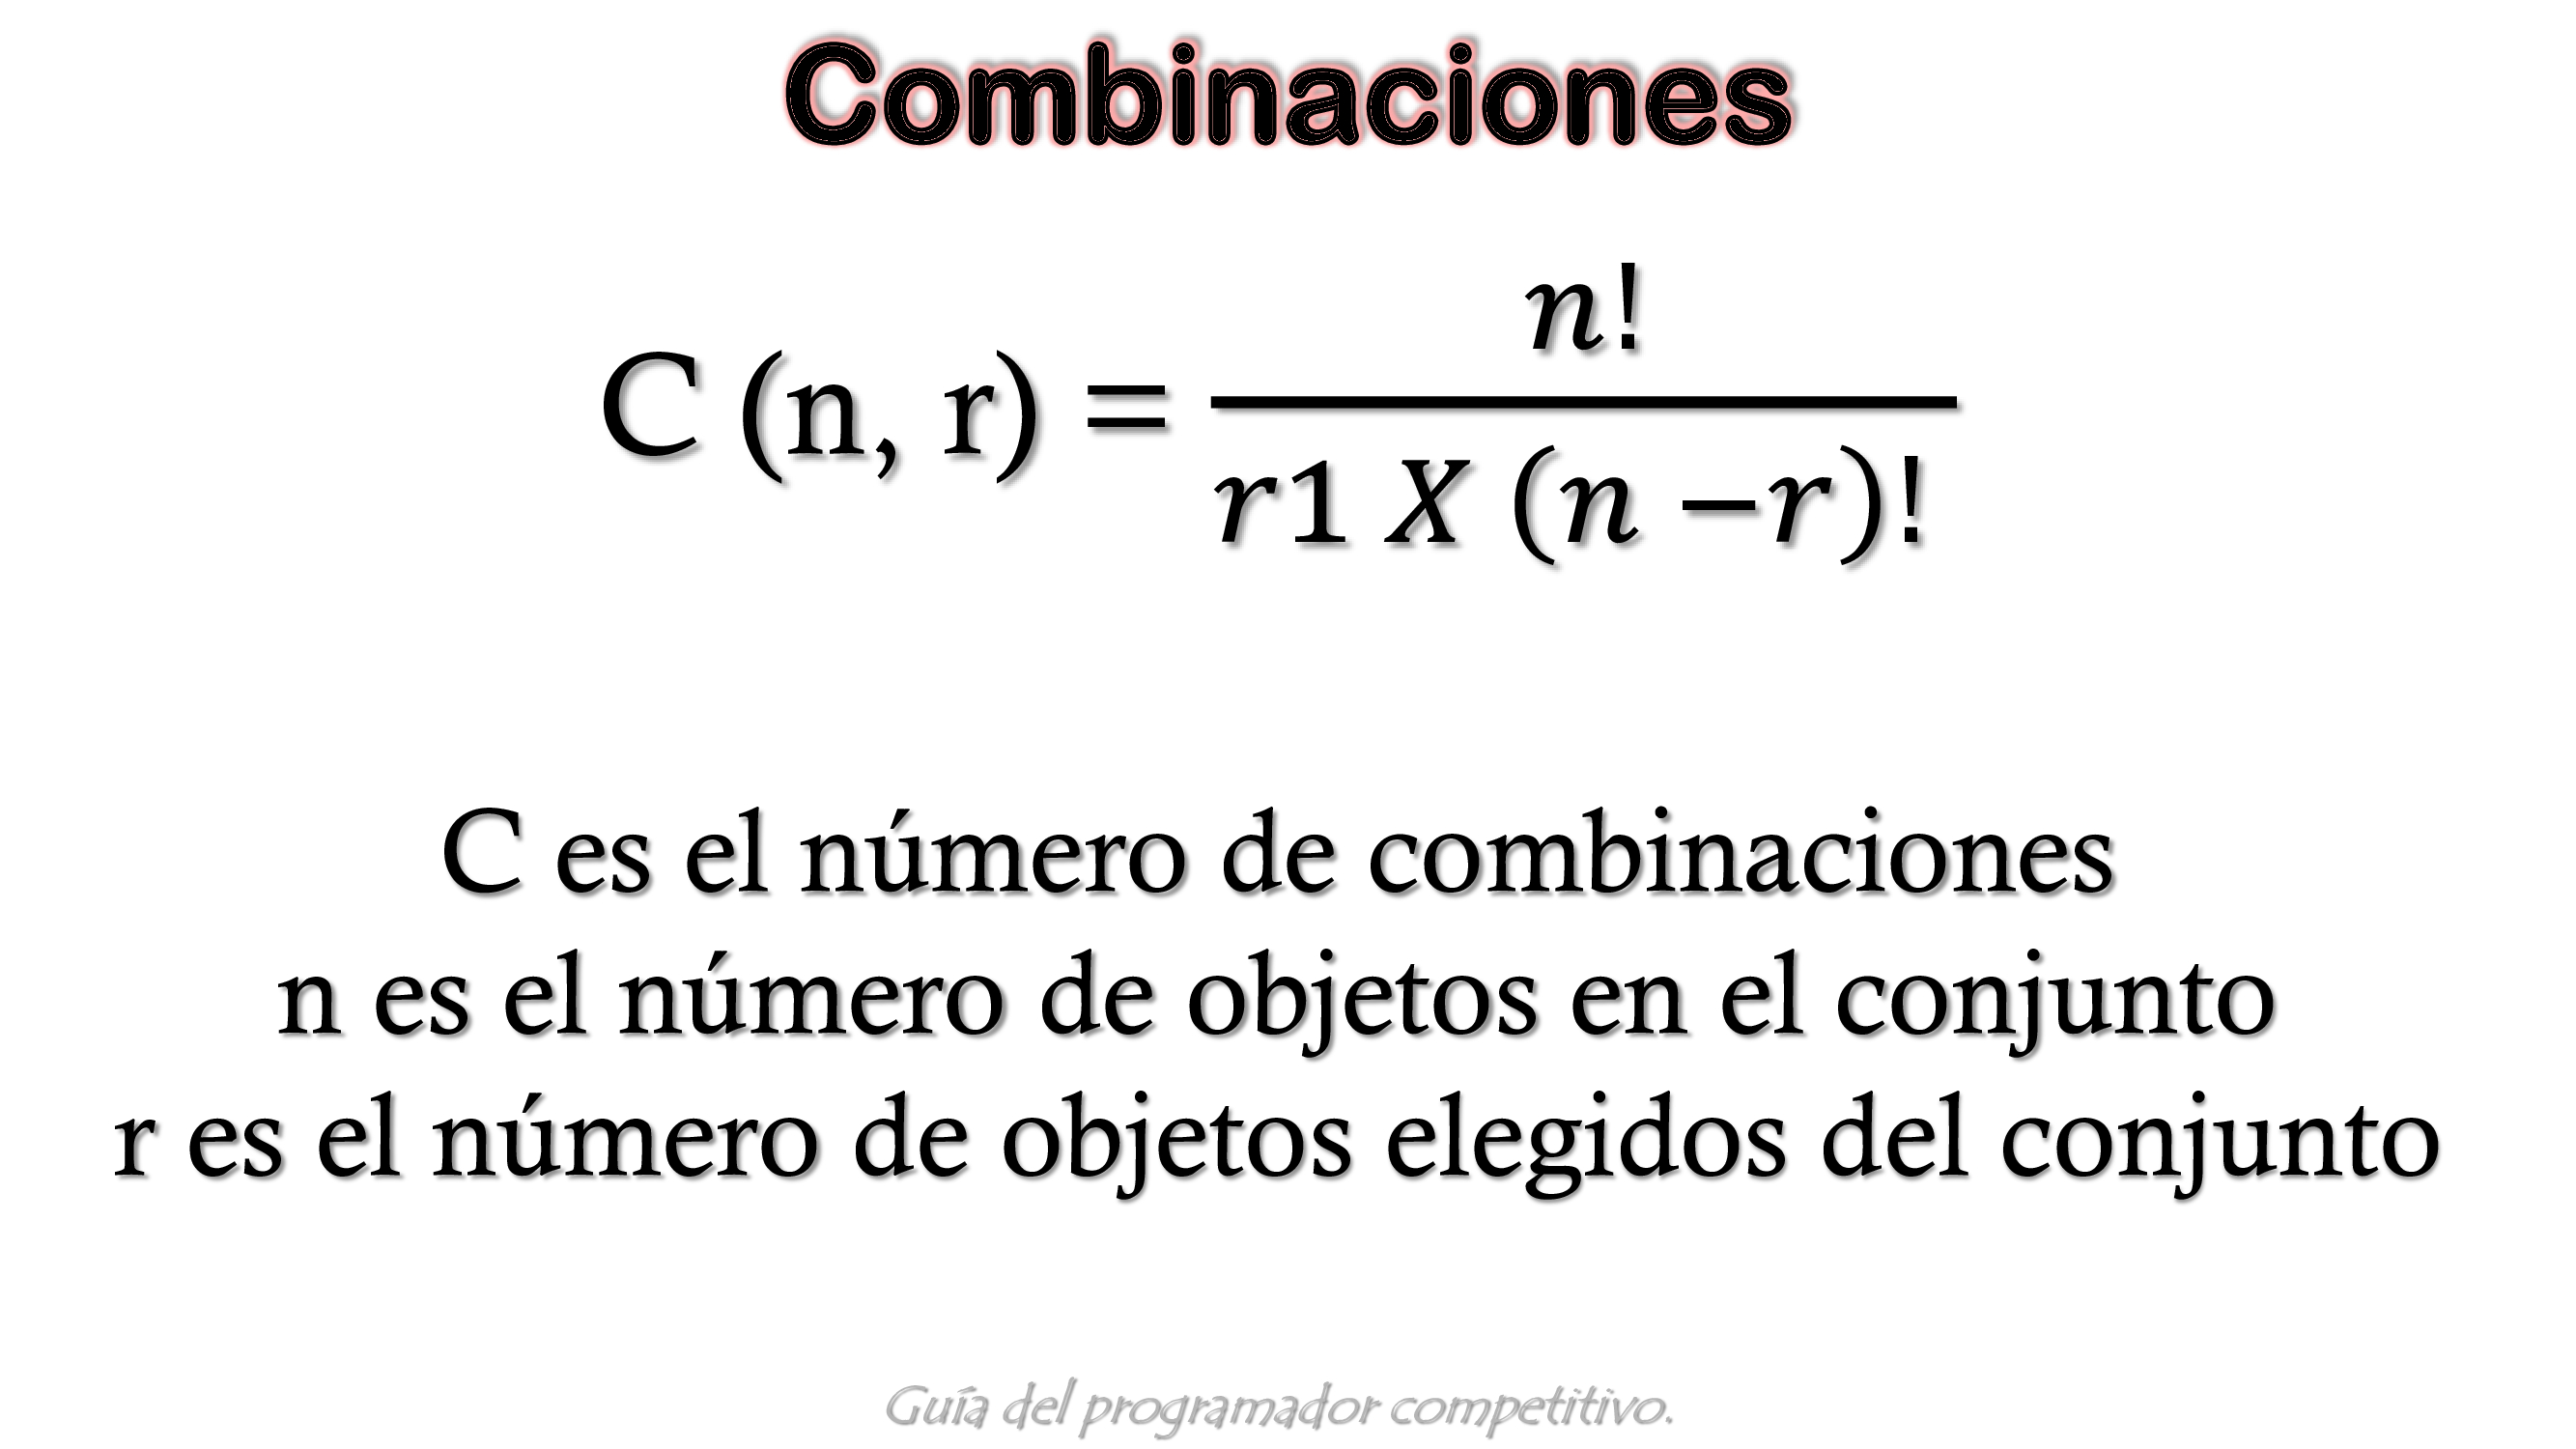 Combinaciones
C (n, r) = n! / r1 X (n −r)!
C es el número de combinaciones
n es el número de objetos en el conjunto
r es el número de objetos elegidos del conjunto
Guía del programador competitivo.